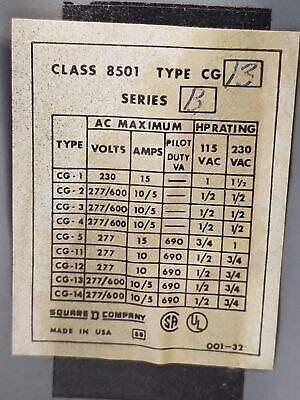 CLASS 8501 TYPE CG 13
SERIES B
AC MAXIMUM HP RATING
TYPE VOLTS AMPS PILOT DUTY VA 115 VAC 230 VAC
CG-1 230 15 — 1 1½
CG-2 277/600 10/5 — 1/2 1/2
CG-3 277/600 10/5 — 1/2 1/2
CG-4 277/600 10/5 — 1/2 1/2
CG-5 277 15 690 3/4 1
CG-11 277 10 690 1/2 3/4
CG-12 277 10 690 1/2 3/4
CG-13 277/600 10/5 690 1/2 3/4
CG-14 277/600 10/5 690 1/2 3/4
SQUARE D COMPANY
MADE IN USA 58 SA UL
001-32